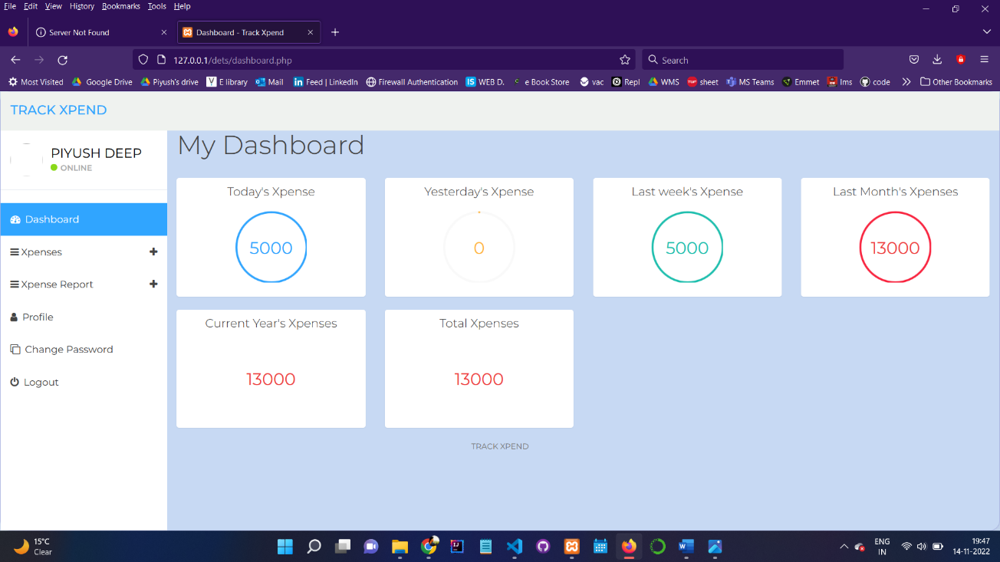 File Edit View History Bookmarks Tools Help
Server Not Found
Dashboard - Track Xpend
127.0.0.1/dets/dashboard.php
Search
Most Visited Google Drive Piyush's drive E library Mail Feed | LinkedIn Firewall Authentication WEB D. e Book Store vac Repl WMS sheet MS Teams Emmet lms code Other Bookmarks
TRACK XPEND
PIYUSH DEEP
ONLINE
Dashboard
Xpenses
Xpense Report
Profile
Change Password
Logout
My Dashboard
Today's Xpense
5000
Yesterday's Xpense
0
Last week's Xpense
5000
Last Month's Xpenses
13000
Current Year's Xpenses
13000
Total Xpenses
13000
TRACK XPEND
15°C
Clear
ENG
IN
19:47
14-11-2022